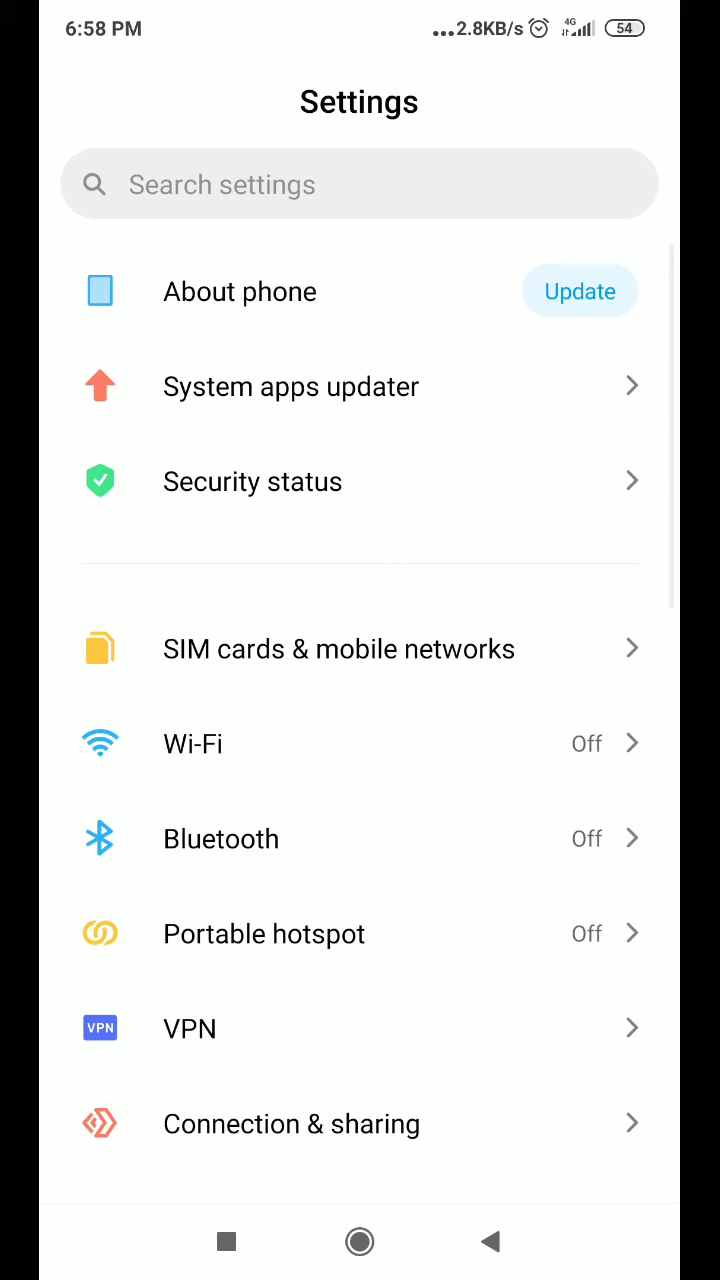 6:58 PM ...2.8KB/s 4G 54
Settings
Search settings
About phone Update
System apps updater
Security status
SIM cards & mobile networks
Wi-Fi Off
Bluetooth Off
Portable hotspot Off
VPN VPN
Connection & sharing